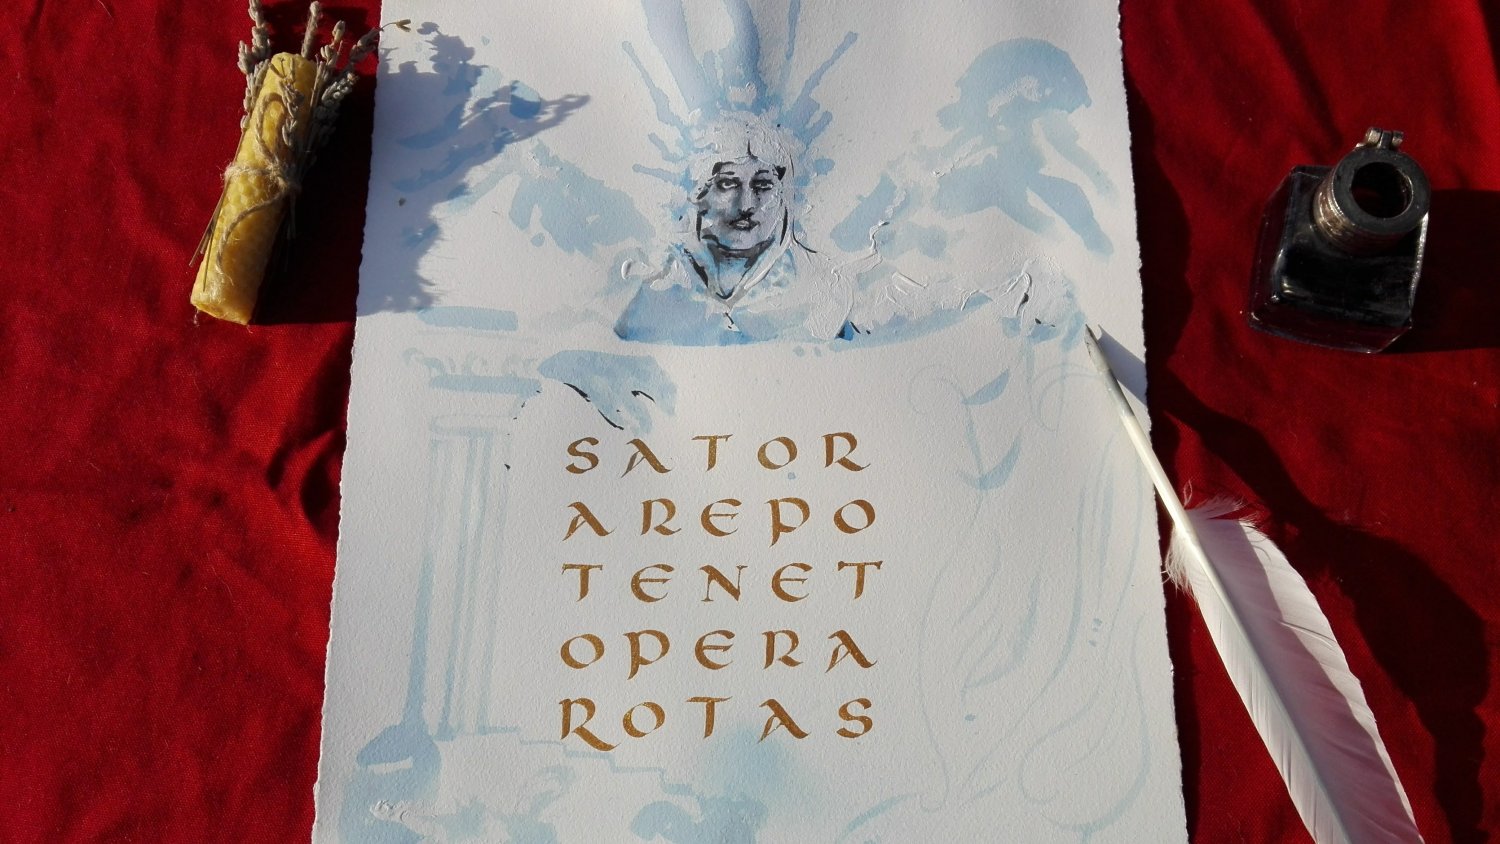 SATOR
AREPO
TENET
OPERA
ROTAS